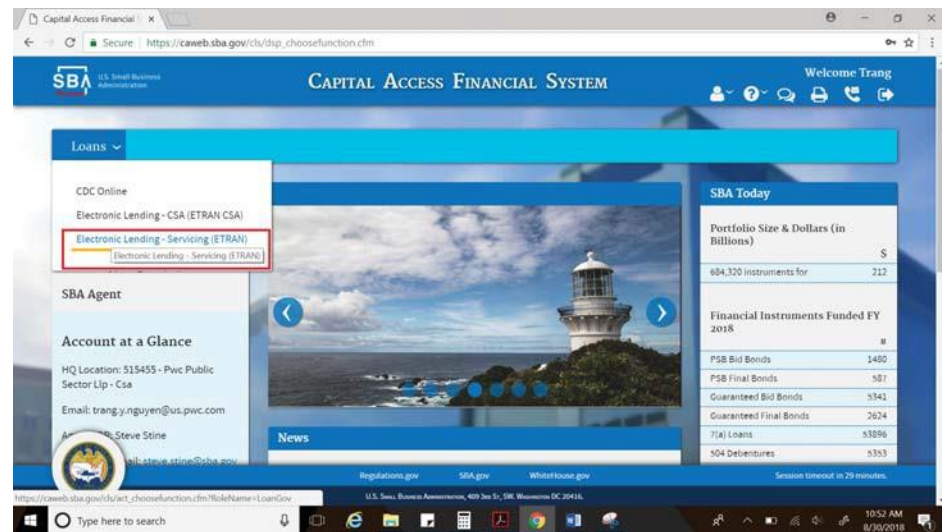 Capital Access Financial
Secure
https://caweb.sba.gov/cls/dsp_choosefunction.cfm
SBA
U.S. Small Business
Administration
CAPITAL ACCESS FINANCIAL SYSTEM
Welcome Trang
Loans
CDC Online
Electronic Lending - CSA (ETRAN CSA)
Electronic Lending - Servicing (ETRAN)
Electronic Lending - Servicing (ETRAN)
SBA Agent
Account at a Glance
HQ Location: 515455 - Pwc Public
Sector Llp - Csa
Email: trang.y.nguyen@us.pwc.com
Steve Stine
ail: steve.stine@sba.gov
News
SBA Today
Portfolio Size & Dollars (in
Billions)
$
684,320 instruments for 212
Financial Instruments Funded FY
2018
#
PSB Bid Bonds 1480
PSB Final Bonds 587
Guaranteed Bid Bonds 5341
Guaranteed Final Bonds 2624
7(a) Loans 53896
504 Debentures 5353
Regulations.gov SBA.gov WhiteHouse.gov
Session timeout in 29 minutes.
https://caweb.sba.gov/cls/act_choosefunction.cfm?RoleName=LoanGov
U.S. SMALL BUSINESS ADMINISTRATION, 409 3RD ST, SW. WASHINGTON DC 20416.
Type here to search
10:52 AM
8/30/2018